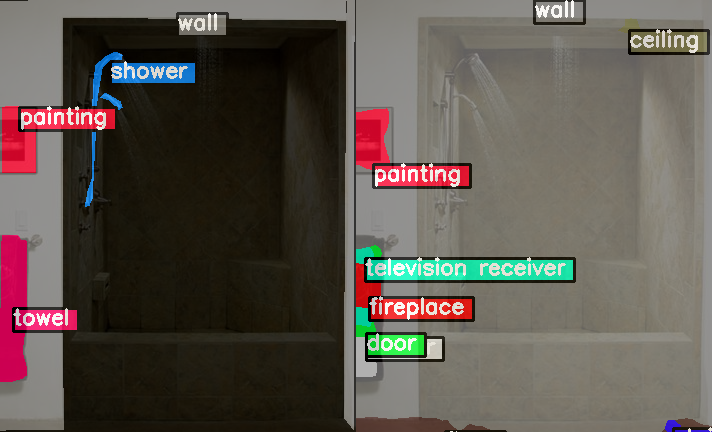 wall
shower
painting
towel
wall
ceiling
painting
television receiver
fireplace
door